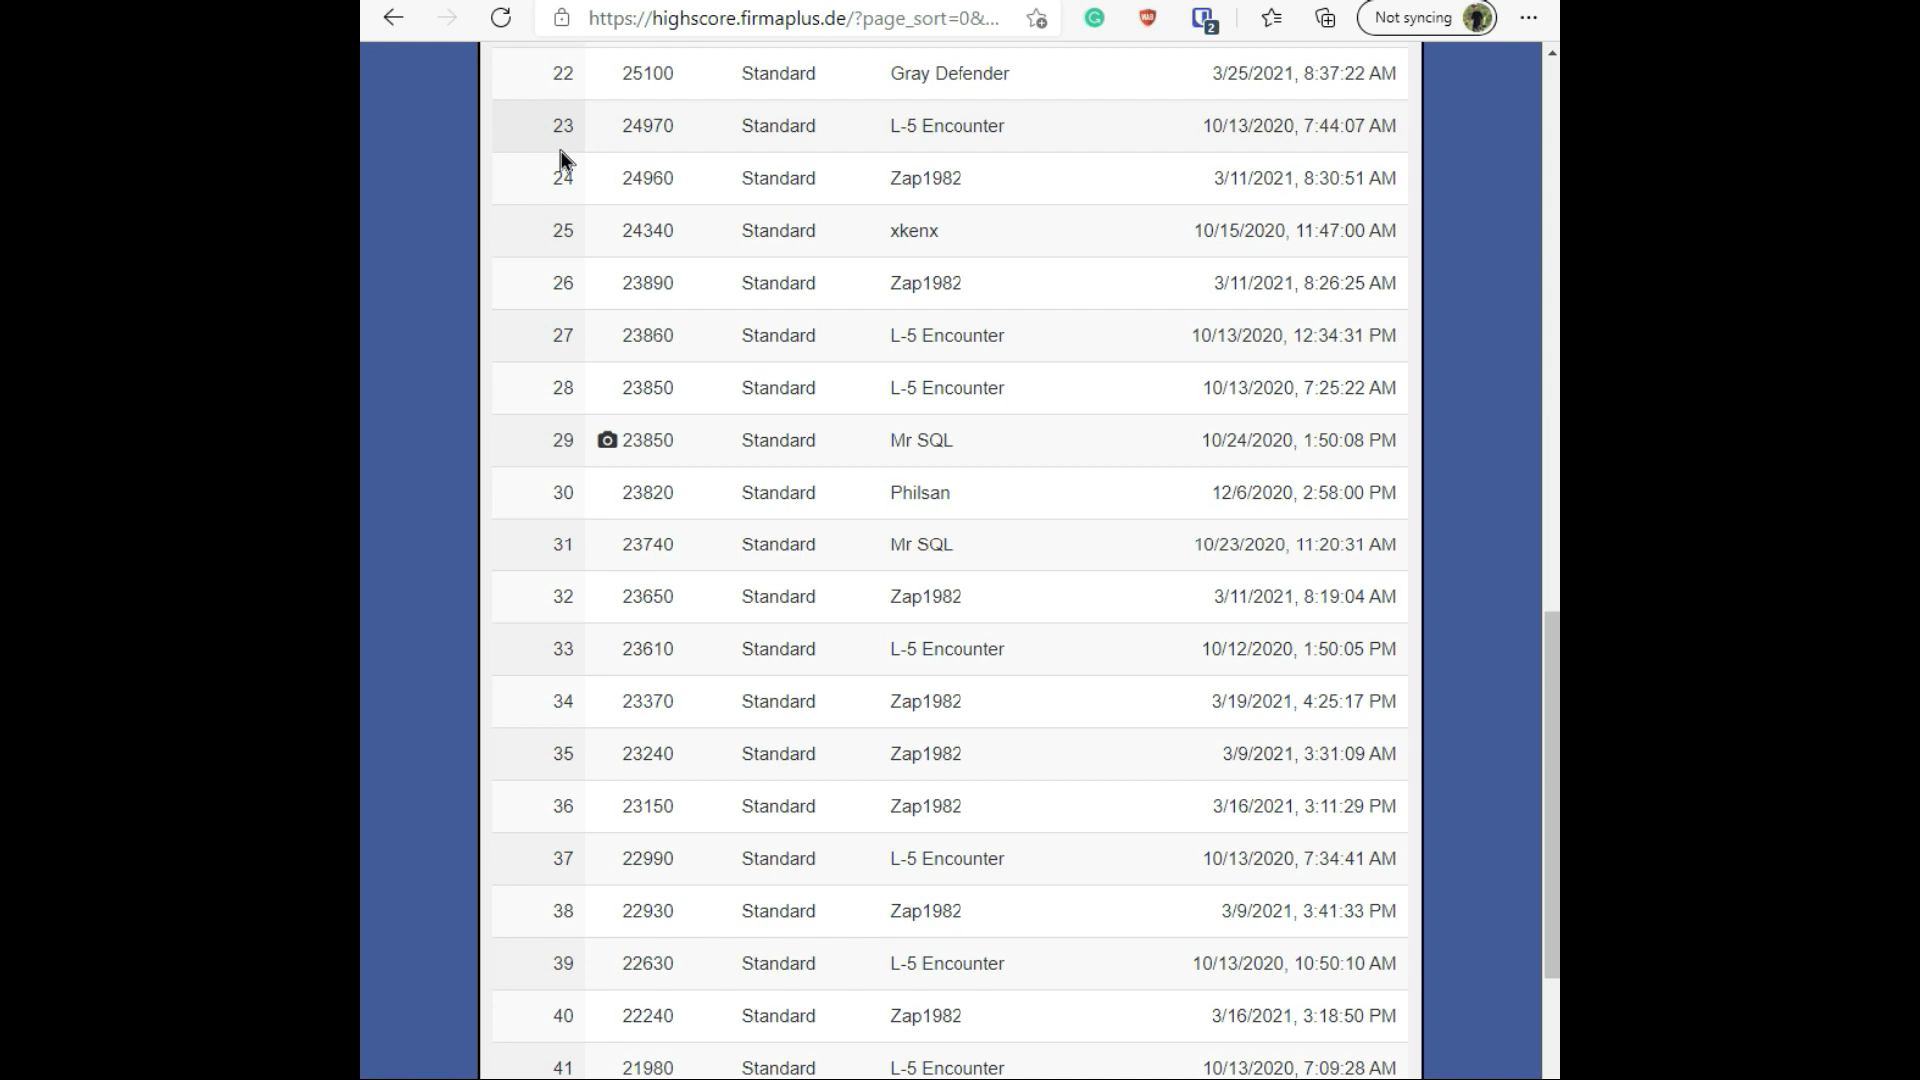 https://highscore.firmaplus.de/?page_sort=0&... G 2 Not syncing
22 25100 Standard Gray Defender 3/25/2021, 8:37:22 AM
23 24970 Standard L-5 Encounter 10/13/2020, 7:44:07 AM
24 24960 Standard Zap1982 3/11/2021, 8:30:51 AM
25 24340 Standard xkenx 10/15/2020, 11:47:00 AM
26 23890 Standard Zap1982 3/11/2021, 8:26:25 AM
27 23860 Standard L-5 Encounter 10/13/2020, 12:34:31 PM
28 23850 Standard L-5 Encounter 10/13/2020, 7:25:22 AM
29 23850 Standard Mr SQL 10/24/2020, 1:50:08 PM
30 23820 Standard Philsan 12/6/2020, 2:58:00 PM
31 23740 Standard Mr SQL 10/23/2020, 11:20:31 AM
32 23650 Standard Zap1982 3/11/2021, 8:19:04 AM
33 23610 Standard L-5 Encounter 10/12/2020, 1:50:05 PM
34 23370 Standard Zap1982 3/19/2021, 4:25:17 PM
35 23240 Standard Zap1982 3/9/2021, 3:31:09 AM
36 23150 Standard Zap1982 3/16/2021, 3:11:29 PM
37 22990 Standard L-5 Encounter 10/13/2020, 7:34:41 AM
38 22930 Standard Zap1982 3/9/2021, 3:41:33 PM
39 22630 Standard L-5 Encounter 10/13/2020, 10:50:10 AM
40 22240 Standard Zap1982 3/16/2021, 3:18:50 PM
41 21980 Standard L-5 Encounter 10/13/2020, 7:09:28 AM